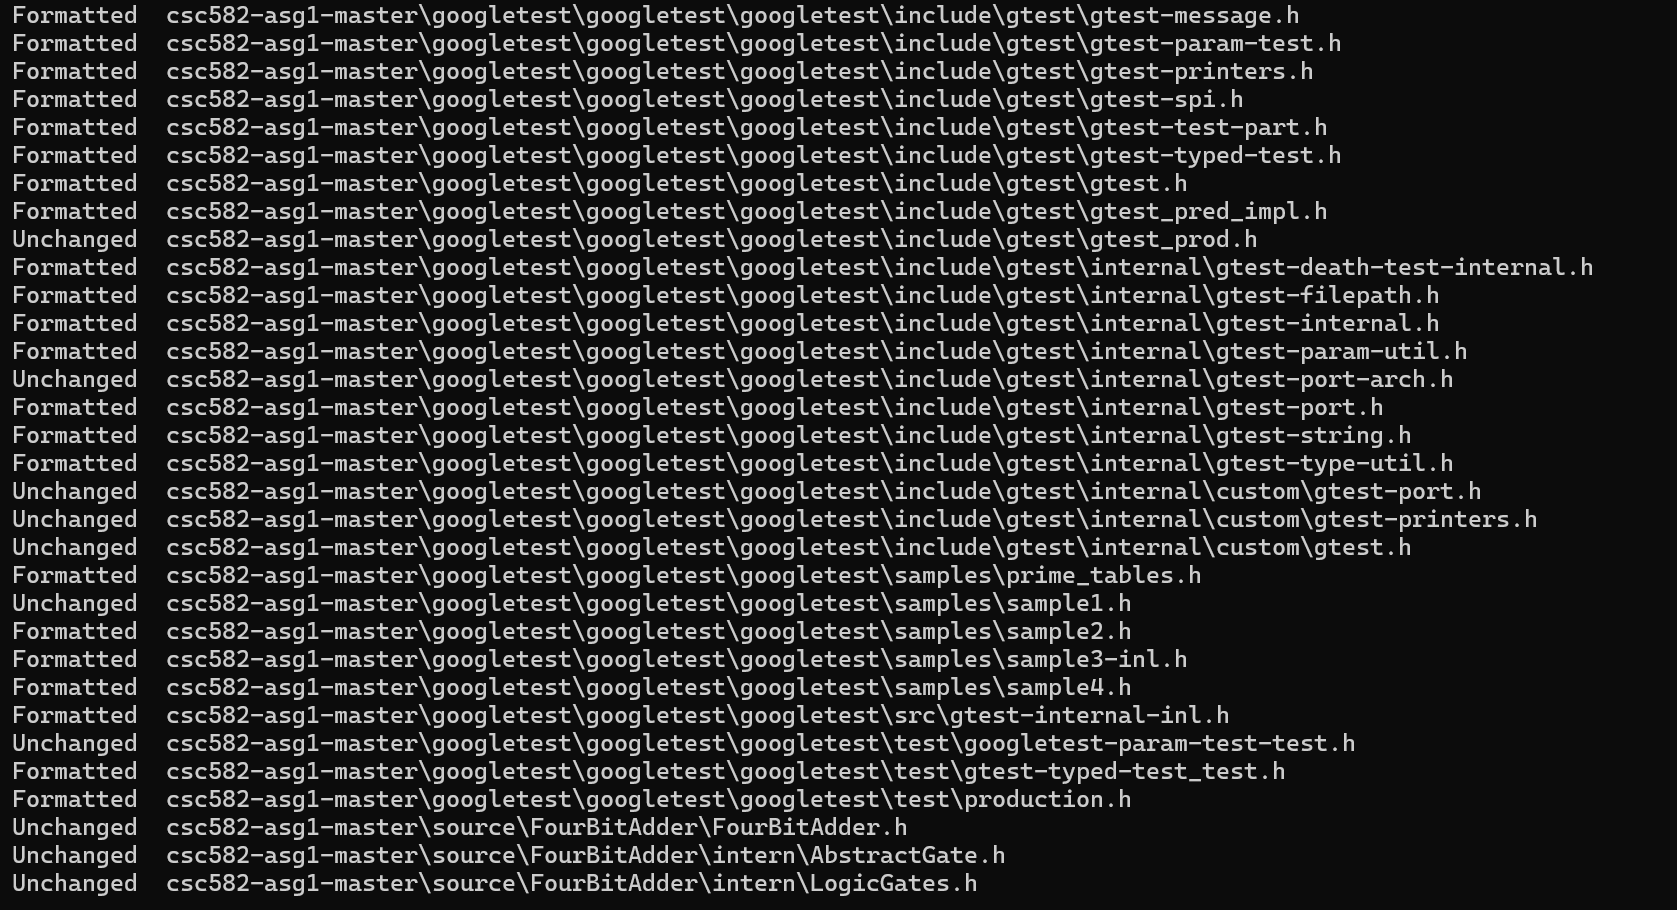 Formatted  csc582-asg1-master\googletest\googletest\googletest\include\gtest\gtest-message.h
Formatted  csc582-asg1-master\googletest\googletest\googletest\include\gtest\gtest-param-test.h
Formatted  csc582-asg1-master\googletest\googletest\googletest\include\gtest\gtest-printers.h
Formatted  csc582-asg1-master\googletest\googletest\googletest\include\gtest\gtest-spi.h
Formatted  csc582-asg1-master\googletest\googletest\googletest\include\gtest\gtest-test-part.h
Formatted  csc582-asg1-master\googletest\googletest\googletest\include\gtest\gtest-typed-test.h
Formatted  csc582-asg1-master\googletest\googletest\googletest\include\gtest\gtest.h
Formatted  csc582-asg1-master\googletest\googletest\googletest\include\gtest\gtest_pred_impl.h
Unchanged  csc582-asg1-master\googletest\googletest\googletest\include\gtest\gtest_prod.h
Formatted  csc582-asg1-master\googletest\googletest\googletest\include\gtest\internal\gtest-death-test-internal.h
Formatted  csc582-asg1-master\googletest\googletest\googletest\include\gtest\internal\gtest-filepath.h
Formatted  csc582-asg1-master\googletest\googletest\googletest\include\gtest\internal\gtest-internal.h
Formatted  csc582-asg1-master\googletest\googletest\googletest\include\gtest\internal\gtest-param-util.h
Unchanged  csc582-asg1-master\googletest\googletest\googletest\include\gtest\internal\gtest-port-arch.h
Formatted  csc582-asg1-master\googletest\googletest\googletest\include\gtest\internal\gtest-port.h
Formatted  csc582-asg1-master\googletest\googletest\googletest\include\gtest\internal\gtest-string.h
Formatted  csc582-asg1-master\googletest\googletest\googletest\include\gtest\internal\gtest-type-util.h
Unchanged  csc582-asg1-master\googletest\googletest\googletest\include\gtest\internal\custom\gtest-port.h
Unchanged  csc582-asg1-master\googletest\googletest\googletest\include\gtest\internal\custom\gtest-printers.h
Unchanged  csc582-asg1-master\googletest\googletest\googletest\include\gtest\internal\custom\gtest.h
Formatted  csc582-asg1-master\googletest\googletest\googletest\samples\prime_tables.h
Unchanged  csc582-asg1-master\googletest\googletest\googletest\samples\sample1.h
Formatted  csc582-asg1-master\googletest\googletest\googletest\samples\sample2.h
Formatted  csc582-asg1-master\googletest\googletest\googletest\samples\sample3-inl.h
Formatted  csc582-asg1-master\googletest\googletest\googletest\samples\sample4.h
Formatted  csc582-asg1-master\googletest\googletest\googletest\src\gtest-internal-inl.h
Unchanged  csc582-asg1-master\googletest\googletest\googletest\test\googletest-param-test-test.h
Formatted  csc582-asg1-master\googletest\googletest\googletest\test\gtest-typed-test_test.h
Formatted  csc582-asg1-master\googletest\googletest\googletest\test\production.h
Unchanged  csc582-asg1-master\source\FourBitAdder\FourBitAdder.h
Unchanged  csc582-asg1-master\source\FourBitAdder\intern\AbstractGate.h
Unchanged  csc582-asg1-master\source\FourBitAdder\intern\LogicGates.h